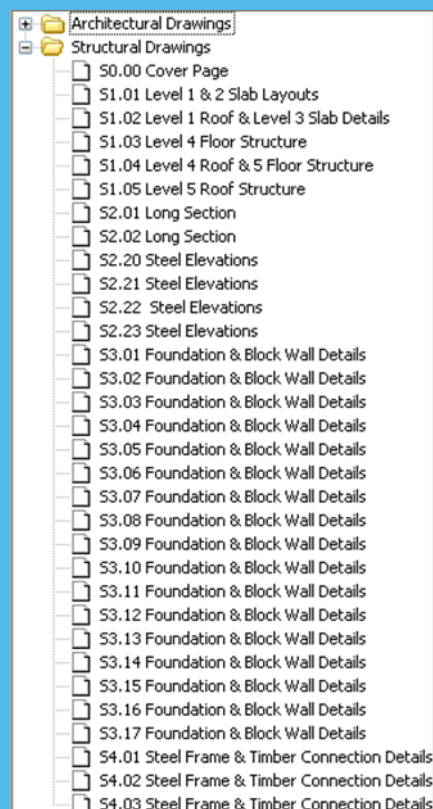 Architectural Drawings
Structural Drawings
S0.00 Cover Page
S1.01 Level 1 & 2 Slab Layouts
S1.02 Level 1 Roof & Level 3 Slab Details
S1.03 Level 4 Floor Structure
S1.04 Level 4 Roof & 5 Floor Structure
S1.05 Level 5 Roof Structure
S2.01 Long Section
S2.02 Long Section
S2.20 Steel Elevations
S2.21 Steel Elevations
S2.22 Steel Elevations
S2.23 Steel Elevations
S3.01 Foundation & Block Wall Details
S3.02 Foundation & Block Wall Details
S3.03 Foundation & Block Wall Details
S3.04 Foundation & Block Wall Details
S3.05 Foundation & Block Wall Details
S3.06 Foundation & Block Wall Details
S3.07 Foundation & Block Wall Details
S3.08 Foundation & Block Wall Details
S3.09 Foundation & Block Wall Details
S3.10 Foundation & Block Wall Details
S3.11 Foundation & Block Wall Details
S3.12 Foundation & Block Wall Details
S3.13 Foundation & Block Wall Details
S3.14 Foundation & Block Wall Details
S3.15 Foundation & Block Wall Details
S3.16 Foundation & Block Wall Details
S3.17 Foundation & Block Wall Details
S4.01 Steel Frame & Timber Connection Details
S4.02 Steel Frame & Timber Connection Details
S4.03 Steel Frame & Timber Connection Details